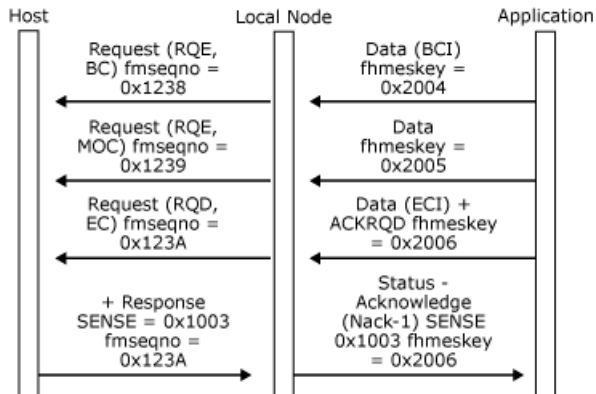 Host
Local Node
Application
Request (RQE,
BC) fmseqno =
0x1238
Data (BCI)
fhmeskey =
0x2004
Request (RQE,
MOC) fmseqno =
0x1239
Data
fhmeskey =
0x2005
Request (RQD,
EC) fmseqno =
0x123A
Data (ECI) +
ACKRQD fhmeskey
= 0x2006
+ Response
SENSE = 0x1003
fmseqno =
0x123A
Status -
Acknowledge
(Nack-1) SENSE
0x1003 fhmeskey
= 0x2006